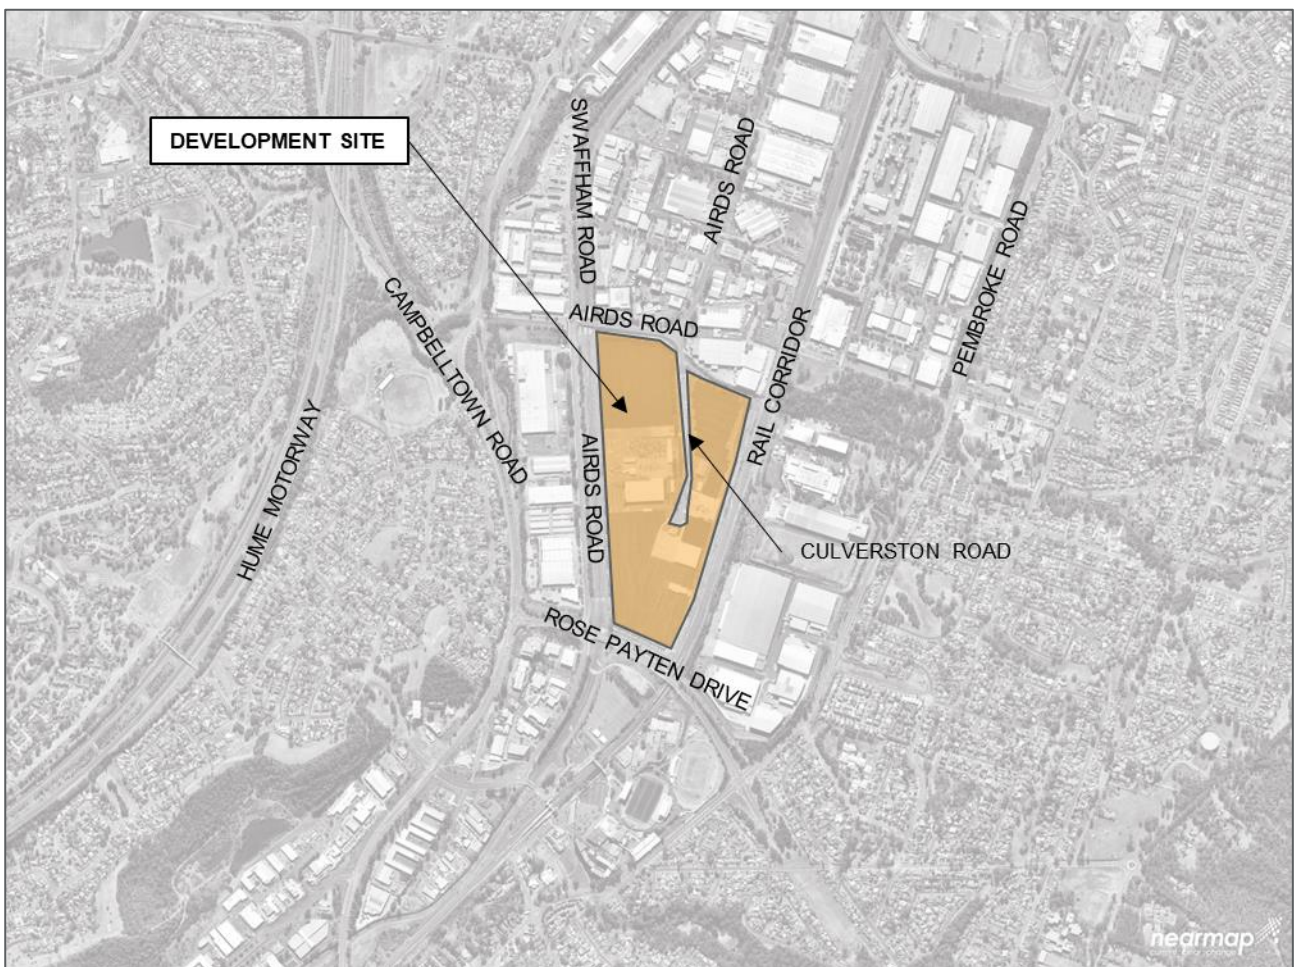 DEVELOPMENT SITE
SWAFFHAM ROAD
AIRDS ROAD
PEMBROKE ROAD
CAMPBELLTOWN ROAD
AIRDS ROAD
RAIL CORRIDOR
HUME MOTORWAY
AIRDS ROAD
CULVERSTON ROAD
ROSE PAYTEN DRIVE
nearmap